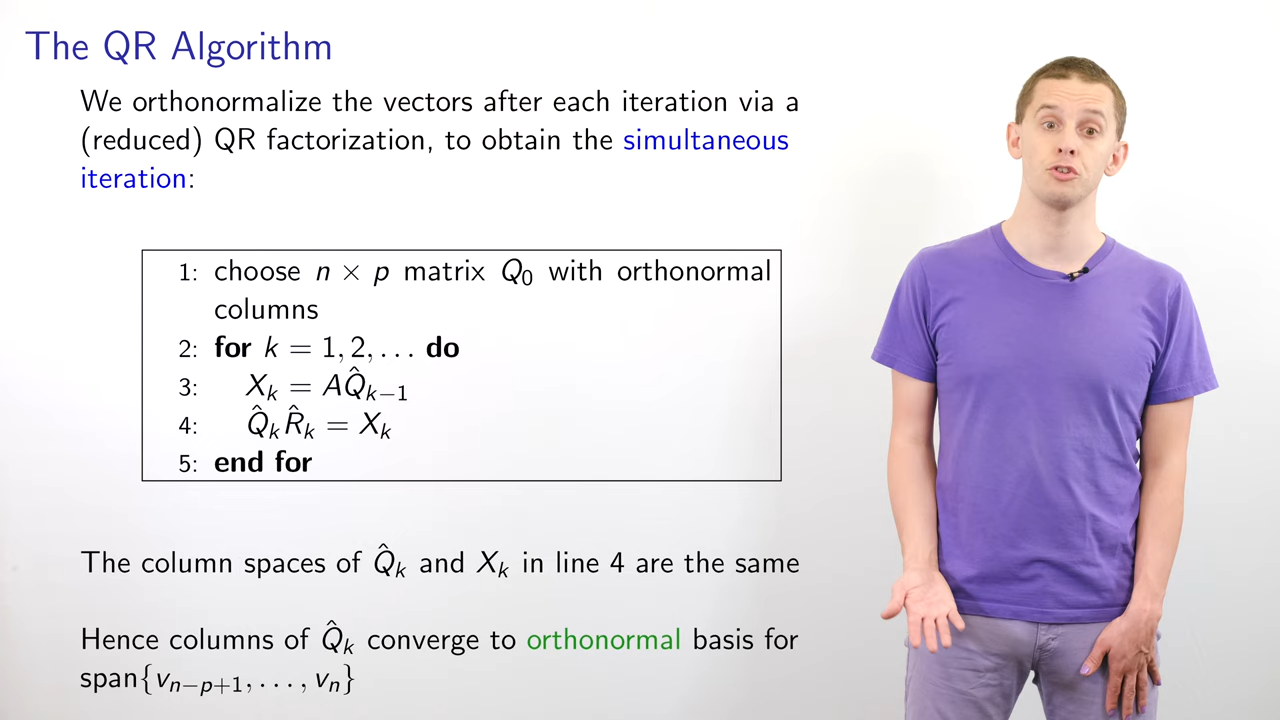 The QR Algorithm
We orthonormalize the vectors after each iteration via a
(reduced) QR factorization, to obtain the simultaneous
iteration:
1: choose n × p matrix Q₀ with orthonormal
columns
2: for k = 1, 2, . . . do
3: Xₖ = AQ̂ₖ₋₁
4: Q̂ₖR̂ₖ = Xₖ
5: end for
The column spaces of Q̂ₖ and Xₖ in line 4 are the same
Hence columns of Q̂ₖ converge to orthonormal basis for
span{vₙ₋ₚ₊₁, . . . , vₙ}